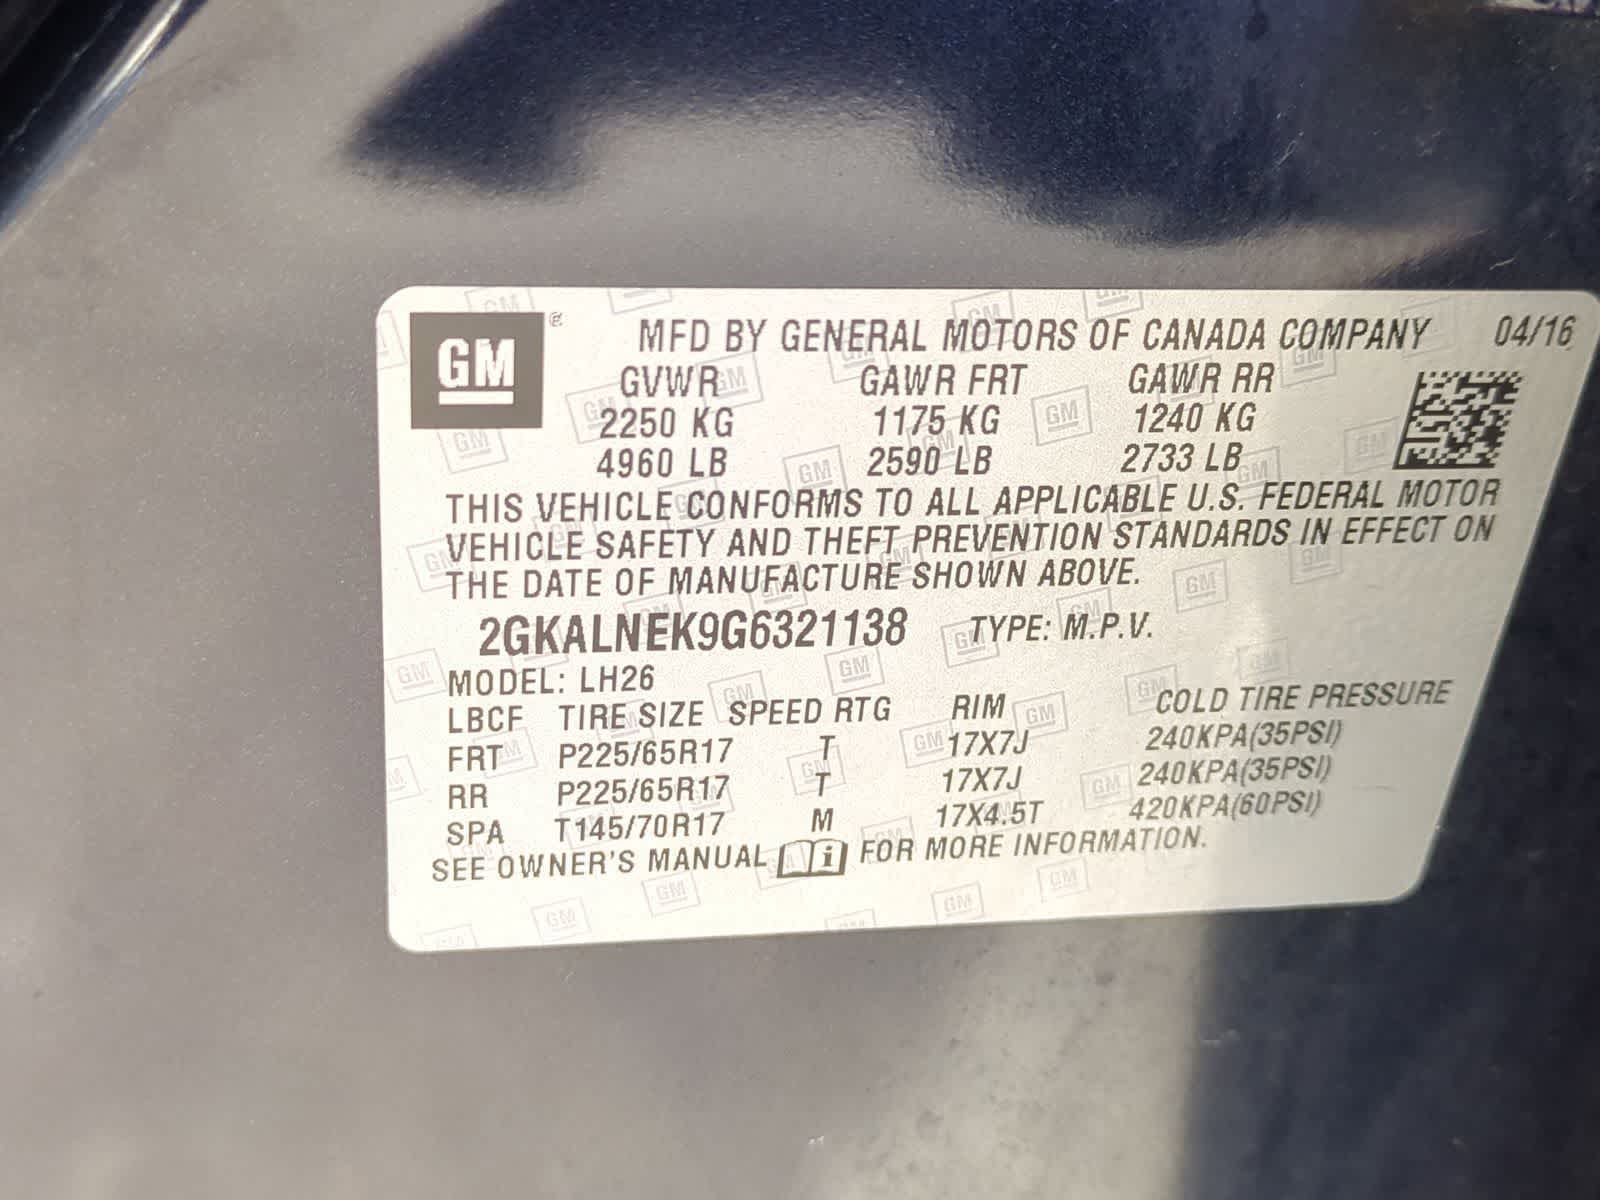 GM
MFD BY GENERAL MOTORS OF CANADA COMPANY 04/16
GVWR GAWR FRT GAWR RR
2250 KG 1175 KG 1240 KG
4960 LB 2590 LB 2733 LB
THIS VEHICLE CONFORMS TO ALL APPLICABLE U.S. FEDERAL MOTOR
VEHICLE SAFETY AND THEFT PREVENTION STANDARDS IN EFFECT ON
THE DATE OF MANUFACTURE SHOWN ABOVE.
2GKALNEK9G6321138 TYPE: M.P.V.
MODEL: LH26
LBCF TIRE SIZE SPEED RTG RIM COLD TIRE PRESSURE
FRT P225/65R17 T 17X7J 240KPA(35PSI)
RR P225/65R17 T 17X7J 240KPA(35PSI)
SPA T145/70R17 M 17X4.5T 420KPA(60PSI)
SEE OWNER'S MANUAL i FOR MORE INFORMATION.